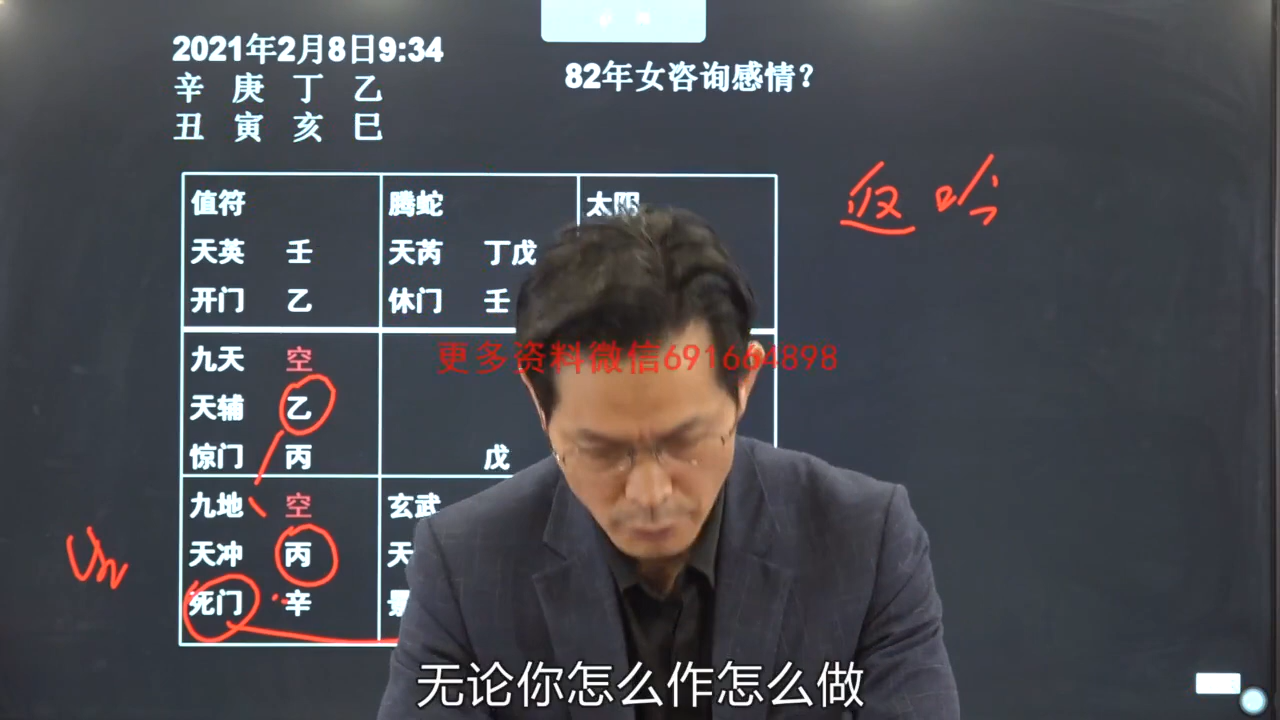 2021年2月8日9:34
辛 庚 丁 乙
丑 寅 亥 巳
82年女咨询感情？
值符 腾蛇 太阴
天英 壬 天芮 丁戊
开门 乙 休门 壬
九天 空
天辅 乙
惊门 丙 戊
九地 空 玄武
天冲 丙 天
死门 辛 景
返吟
更多资料微信691664898
无论你怎么作怎么做